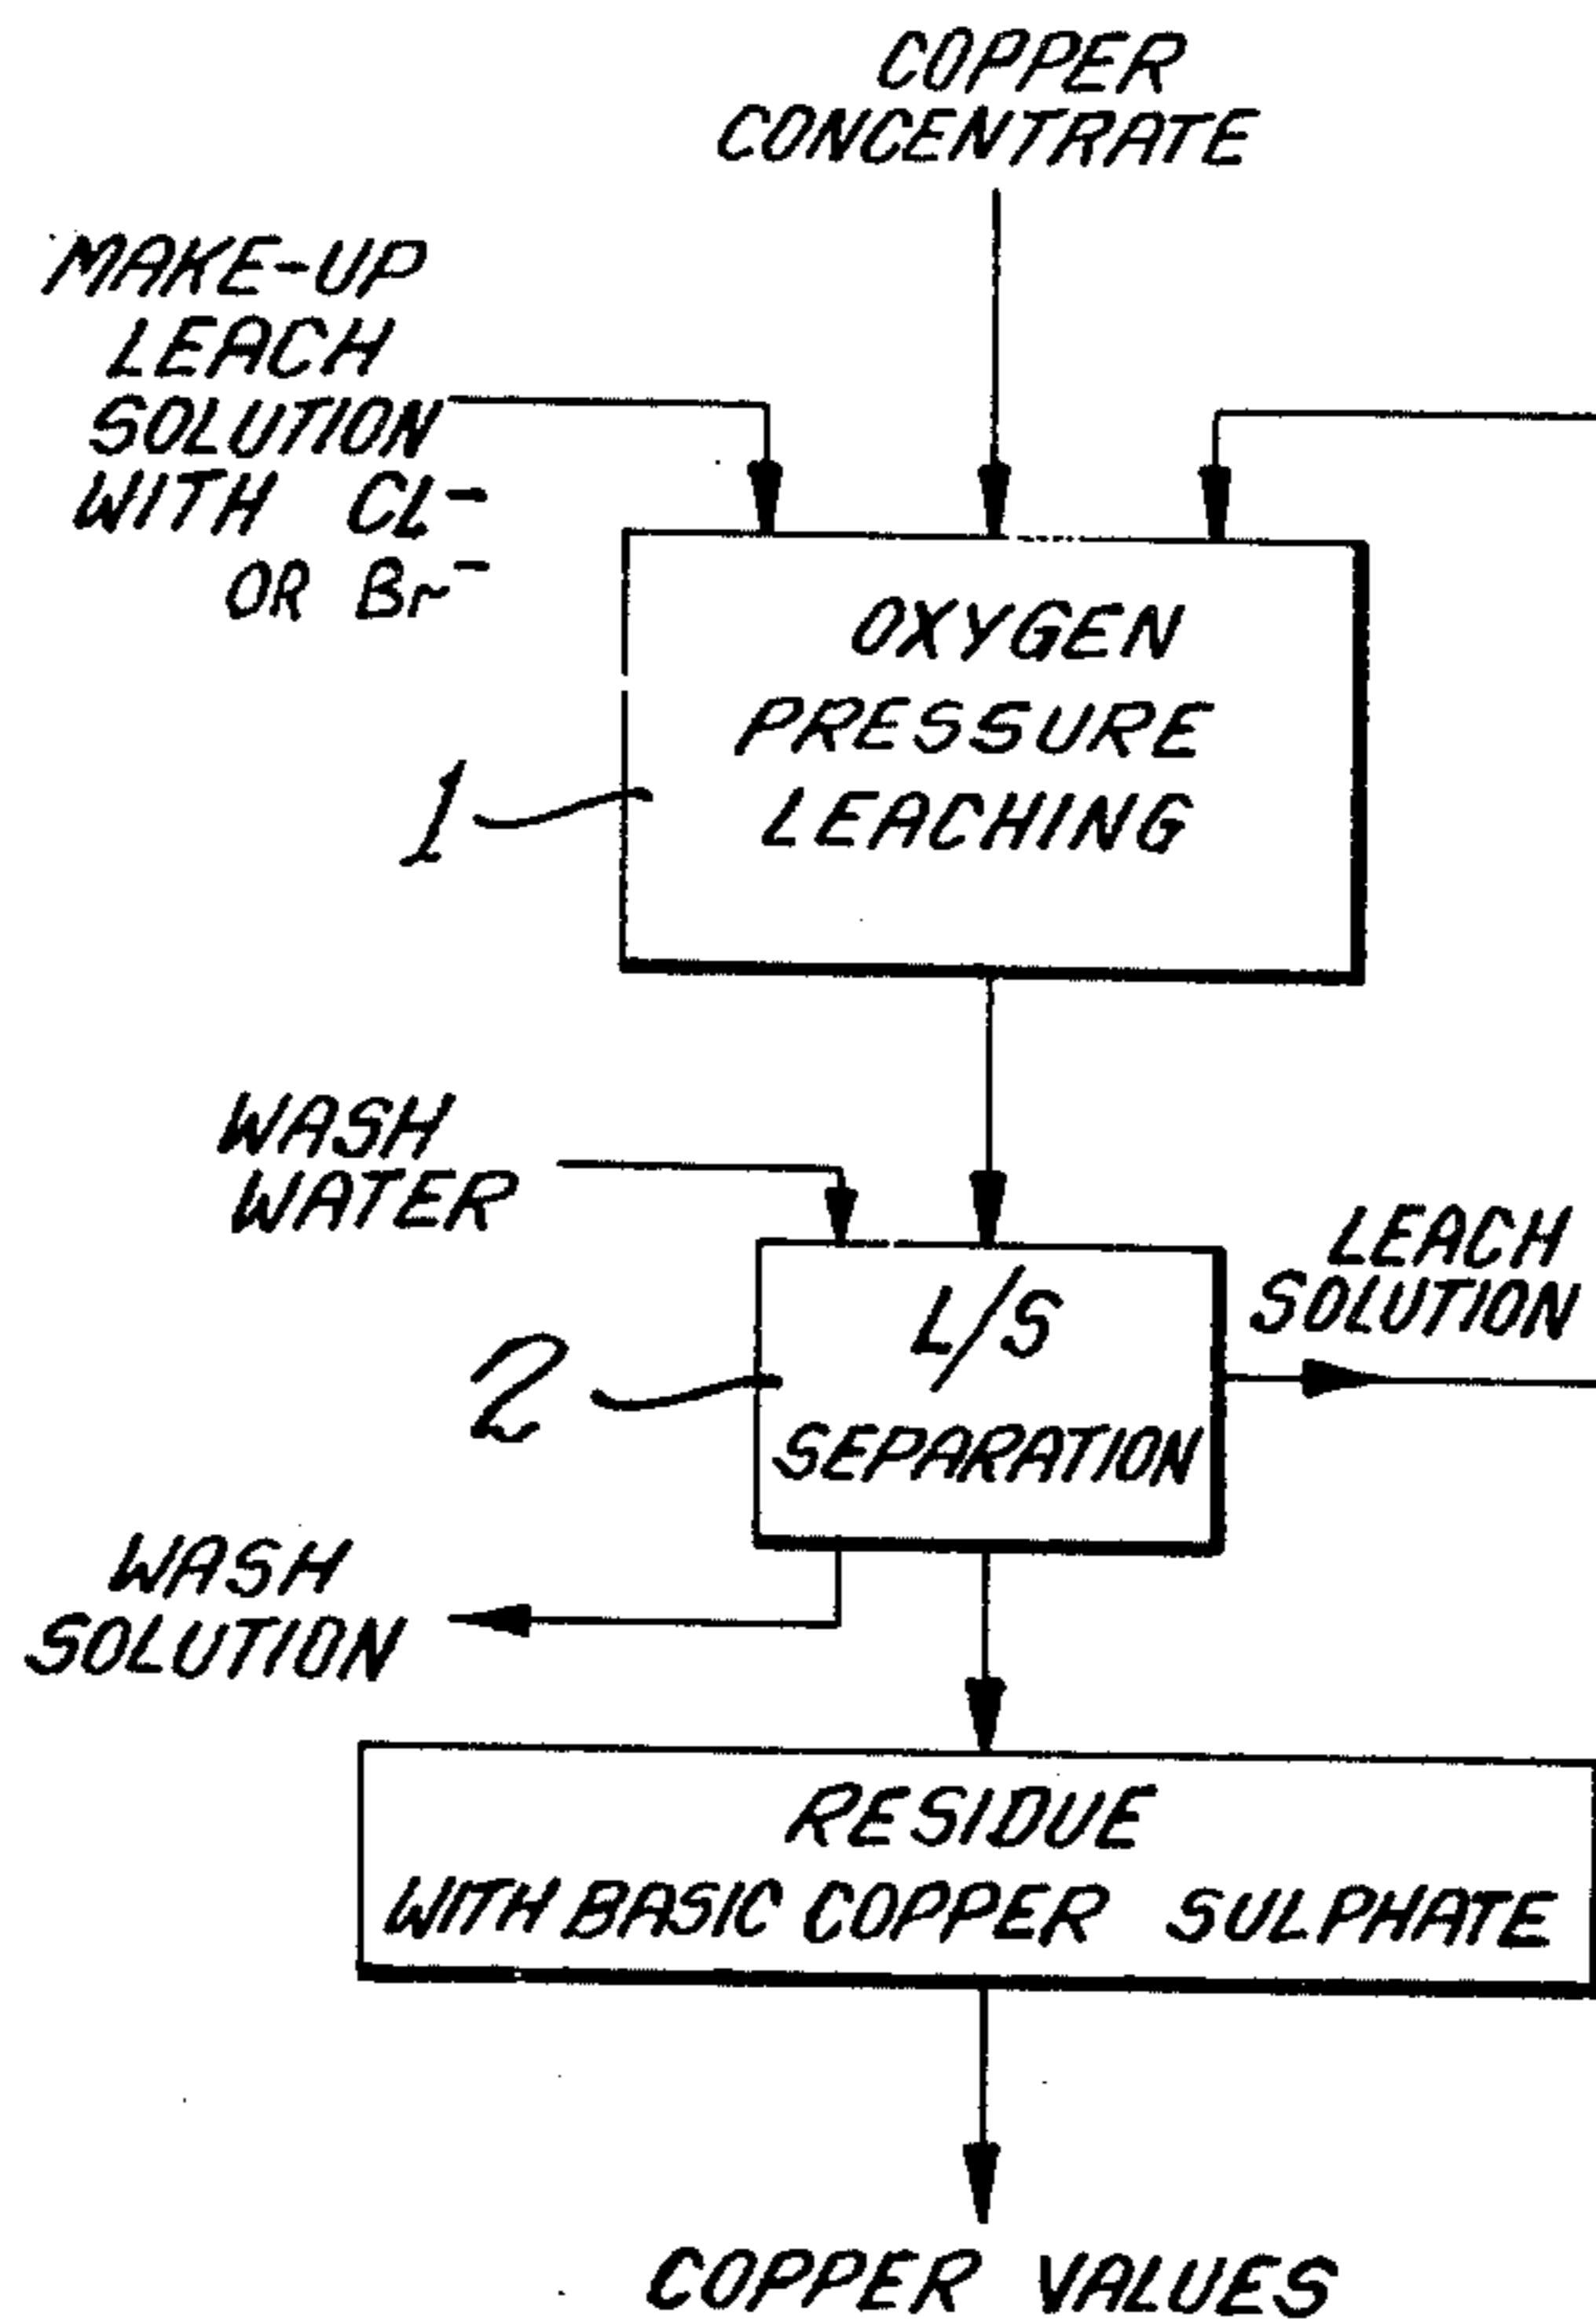 COPPER
CONCENTRATE
MAKE-UP
LEACH
SOLUTION
WITH CL-
OR Br-
OXYGEN
PRESSURE
LEACHING
1
WASH
WATER
L/S
SEPARATION
2
LEACH
SOLUTION
WASH
SOLUTION
RESIDUE
WITH BASIC COPPER SULPHATE
COPPER VALUES